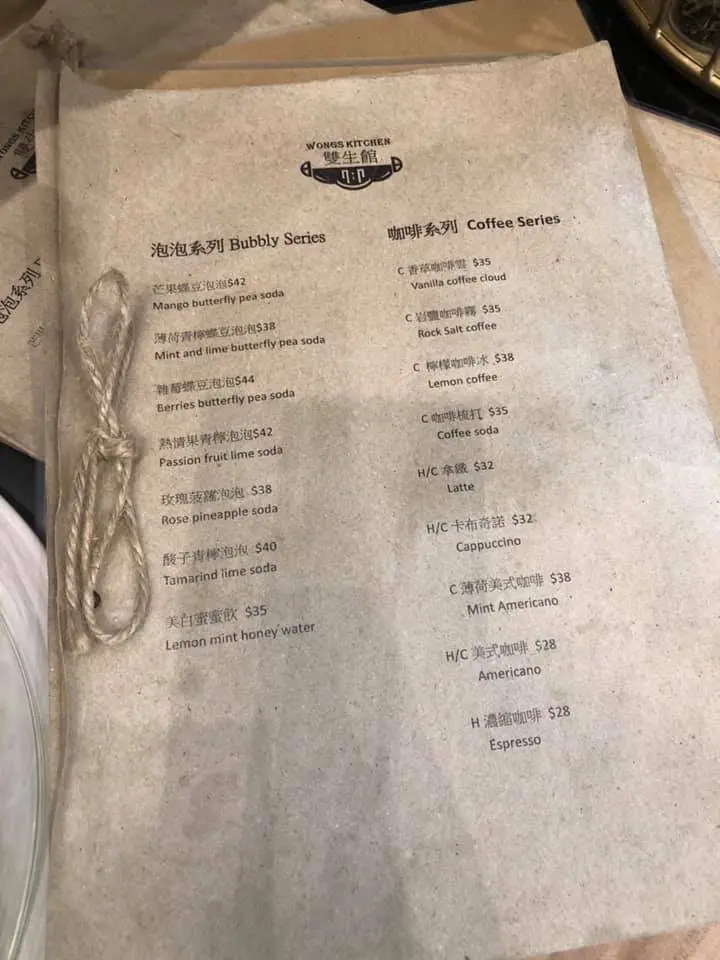 WONGS KITCHEN
雙生館
泡泡系列 Bubbly Series
芒果蝶豆泡泡$42
Mango butterfly pea soda
薄荷青檸蝶豆泡泡$38
Mint and lime butterfly pea soda
雜莓蝶豆泡泡$44
Berries butterfly pea soda
熱情果青檸泡泡$42
Passion fruit lime soda
玫瑰菠蘿泡泡 $38
Rose pineapple soda
酸子青檸泡泡 $40
Tamarind lime soda
美白蜜蜜飲 $35
Lemon mint honey water
咖啡系列 Coffee Series
C 香草咖啡雲 $35
Vanilla coffee cloud
C 岩鹽咖啡霧 $35
Rock Salt coffee
C 檸檬咖啡冰 $38
Lemon coffee
C 咖啡梳打 $35
Coffee soda
H/C 拿鐵 $32
Latte
H/C 卡布奇諾 $32
Cappuccino
C 薄荷美式咖啡 $38
Mint Americano
H/C 美式咖啡 $28
Americano
H 濃縮咖啡 $28
Espresso